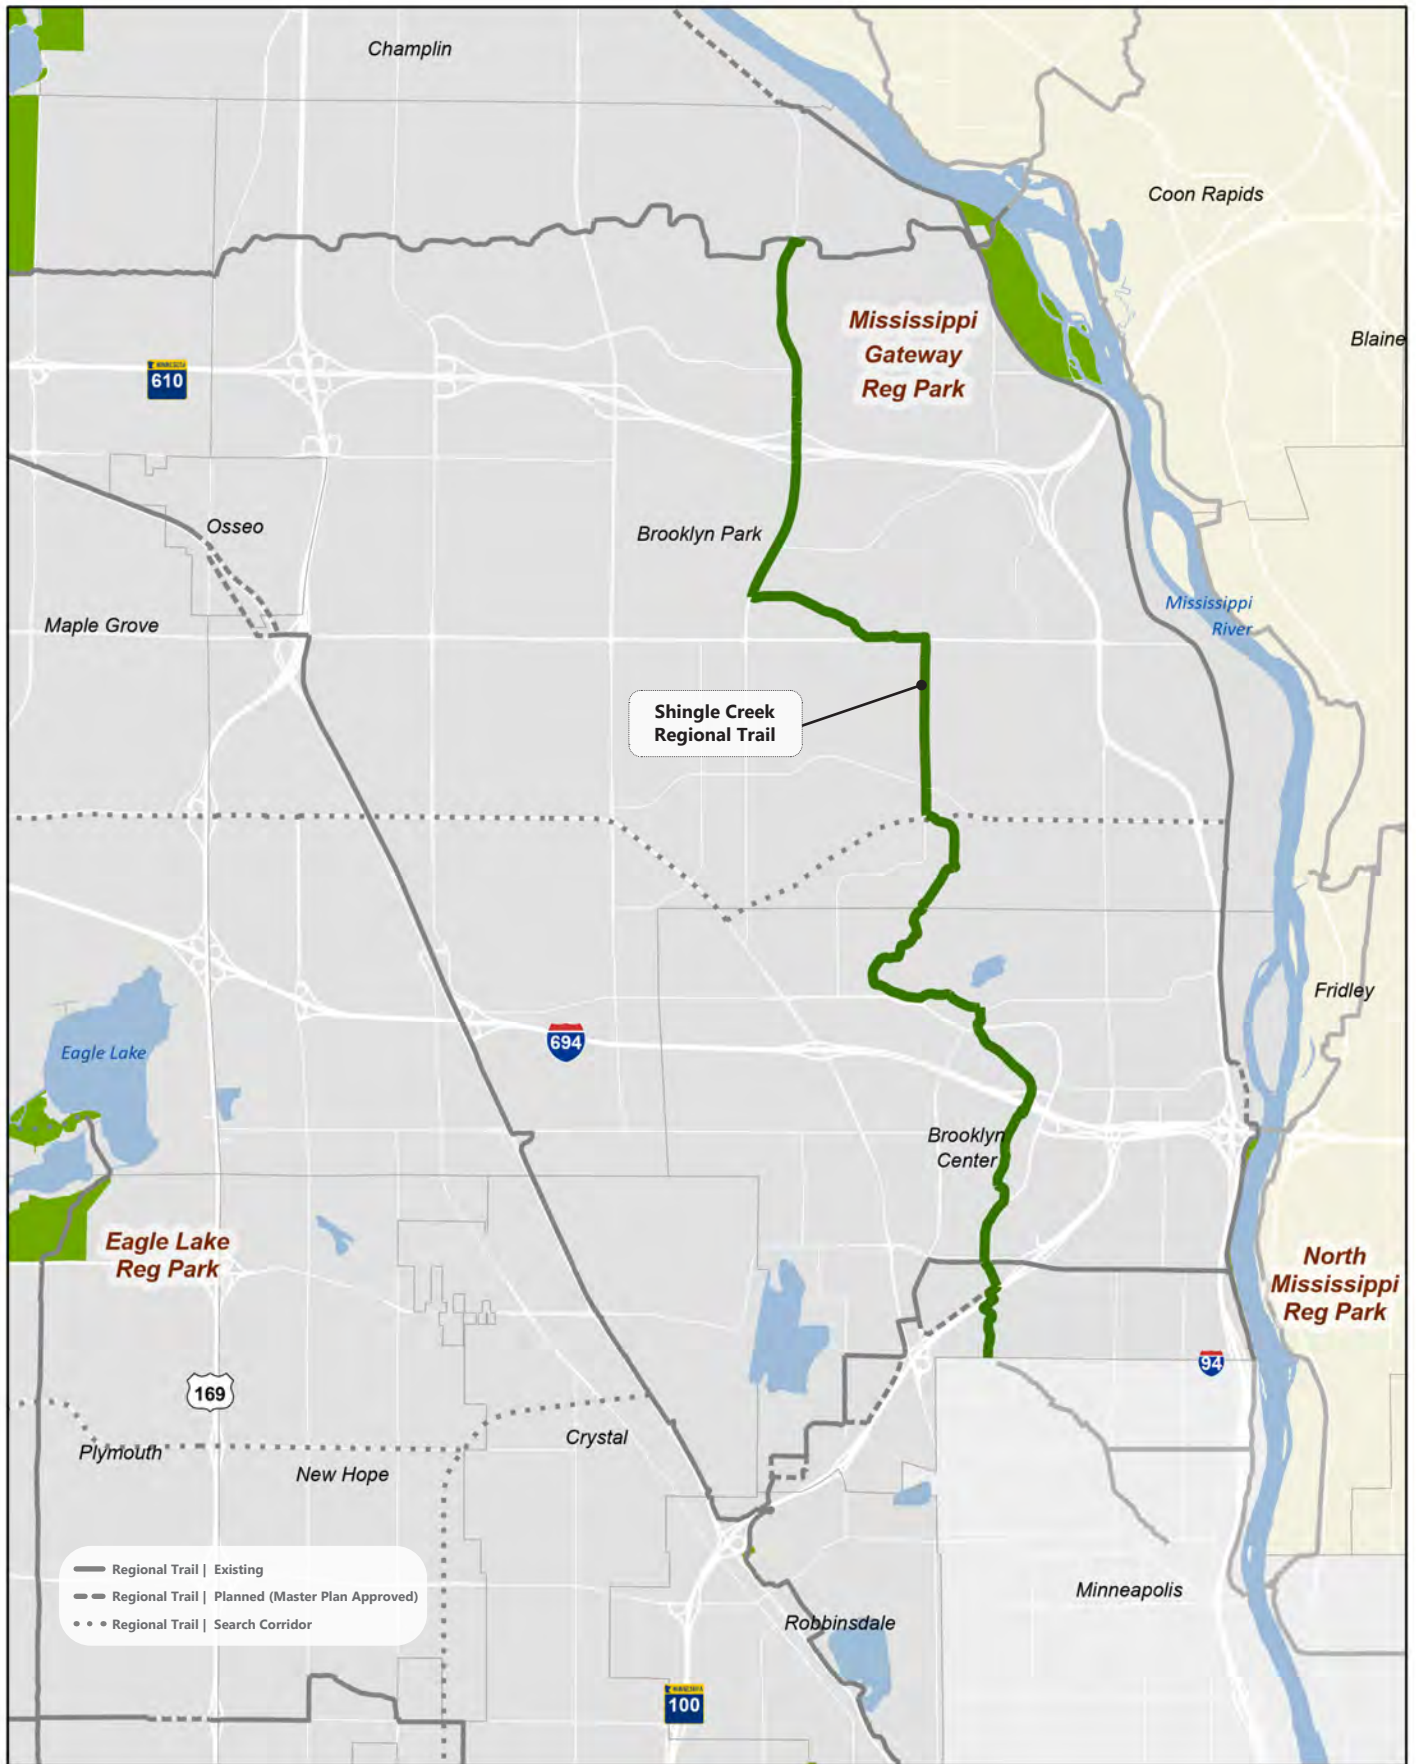 Champlin
Coon Rapids
Mississippi
Gateway
Reg Park
Blaine
MINNESOTA
610
Osseo
Brooklyn Park
Maple Grove
Mississippi
River
Shingle Creek
Regional Trail
Fridley
Eagle Lake
694
Brooklyn
Center
Eagle Lake
Reg Park
North
Mississippi
Reg Park
94
169
Plymouth
New Hope
Crystal
Regional Trail | Existing
Regional Trail | Planned (Master Plan Approved)
Regional Trail | Search Corridor
Minneapolis
Robbinsdale
MINNESOTA
100